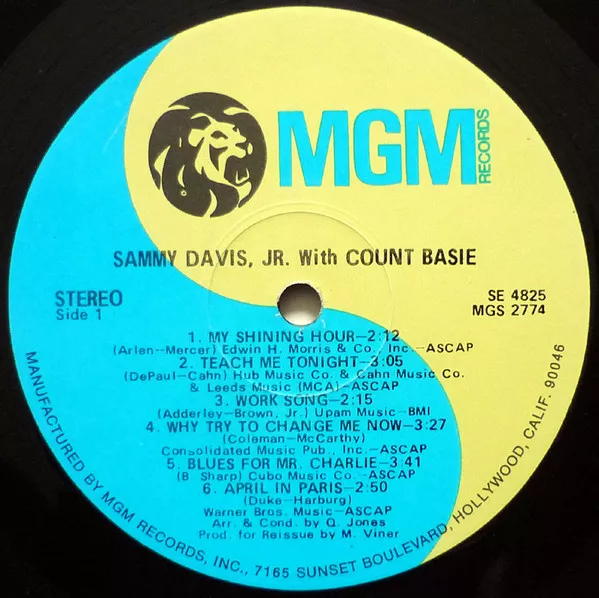 MGM
RECORDS
SAMMY DAVIS, JR. With COUNT BASIE
STEREO
Side 1
SE 4825
MGS 2774
1. MY SHINING HOUR—2:12
(Arlen—Mercer) Edwin H. Morris & Co., Inc.—ASCAP
2. TEACH ME TONIGHT—3:05
(DePaul—Cahn) Hub Music Co. & Cahn Music Co.
& Leeds Music (MCA)—ASCAP
3. WORK SONG—2:15
(Adderley—Brown, Jr.) Upam Music—BMI
4. WHY TRY TO CHANGE ME NOW—3:27
(Coleman—McCarthy)
Consolidated Music Pub., Inc.—ASCAP
5. BLUES FOR MR. CHARLIE—3:41
(B. Sharp) Cubo Music Co.—ASCAP
6. APRIL IN PARIS—2:50
(Duke-Harburg)
Warner Bros. Music—ASCAP
Arr. & Cond. by Q. Jones
Prod. for Reissue by M. Viner
MANUFACTURED BY MGM RECORDS, INC., 7165 SUNSET BOULEVARD, HOLLYWOOD, CALIF. 90046